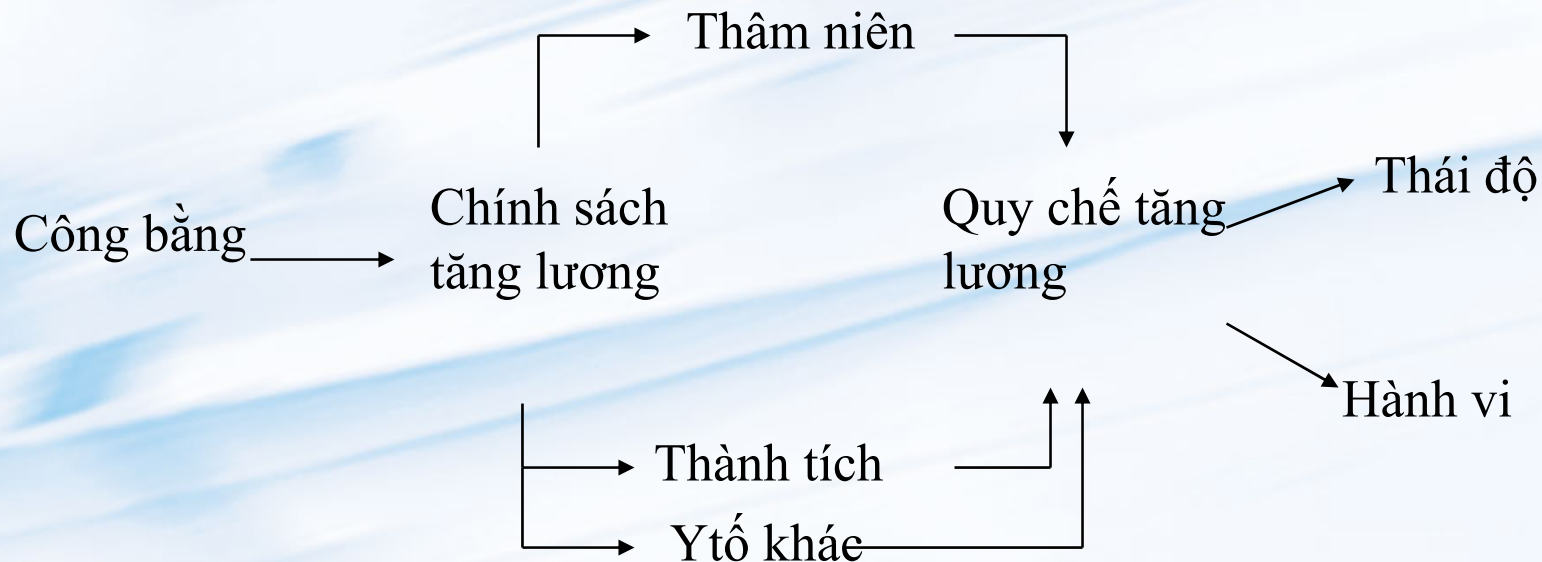 Thâm niên
Công bằng
Chính sách
tăng lương
Quy chế tăng
lương
Thái độ
Hành vi
Thành tích
Ytố khác